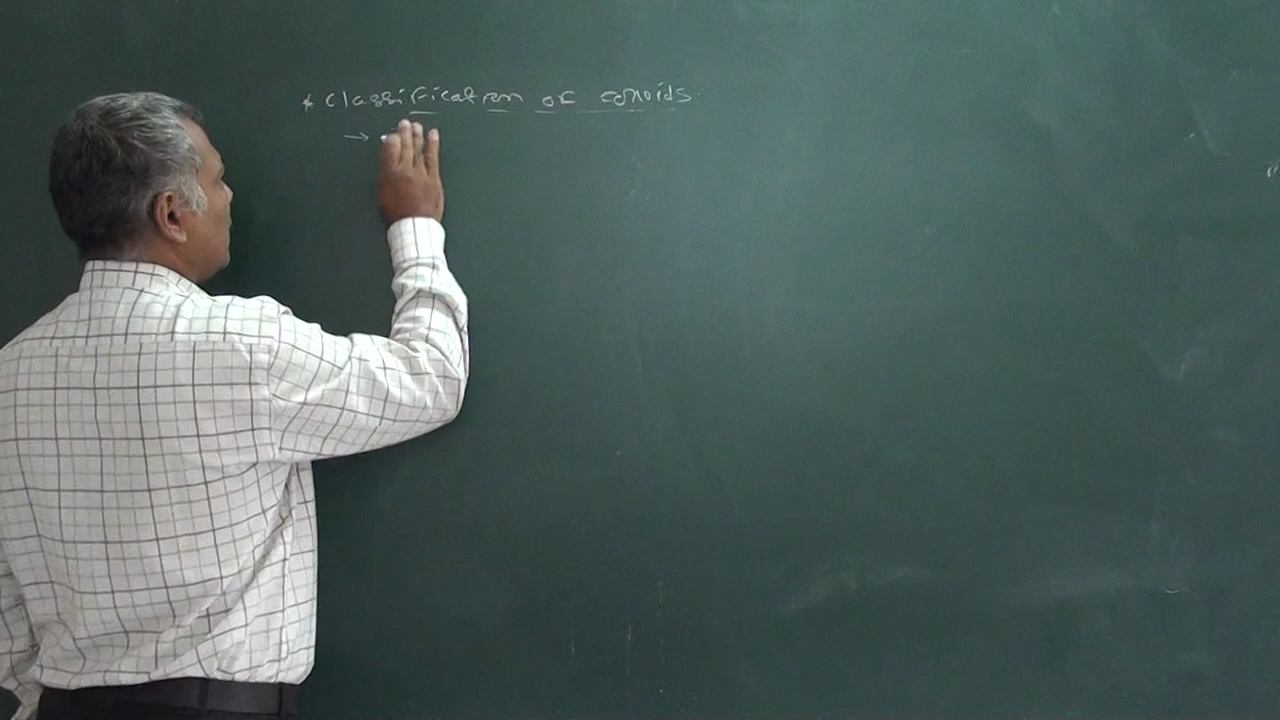 * Classification of colloids.
→